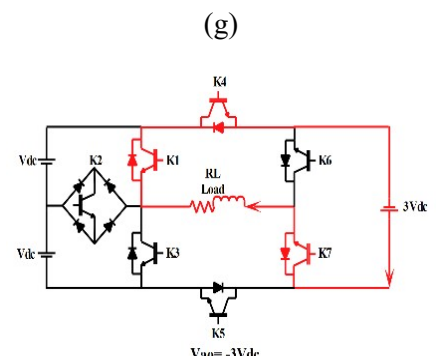 (g)
K4
Vdc
K2
K1
K6
RL
Load
3Vdc
Vdc
K3
K7
K5
Vao= -3Vdc